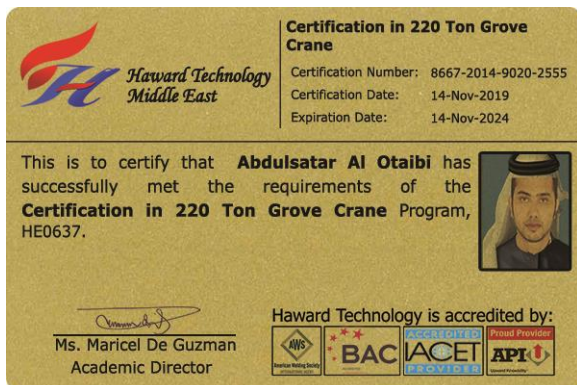 Haward Technology
Middle East
Certification in 220 Ton Grove
Crane
Certification Number: 8667-2014-9020-2555
Certification Date: 14-Nov-2019
Expiration Date: 14-Nov-2024
This is to certify that Abdulsatar Al Otaibi has
successfully met the requirements of the
Certification in 220 Ton Grove Crane Program,
HE0637.
Ms. Maricel De Guzman
Academic Director
Haward Technology is accredited by:
AWS
American Welding Society
BAC
ACCREDITED
IACET
PROVIDER
Proud Provider
API